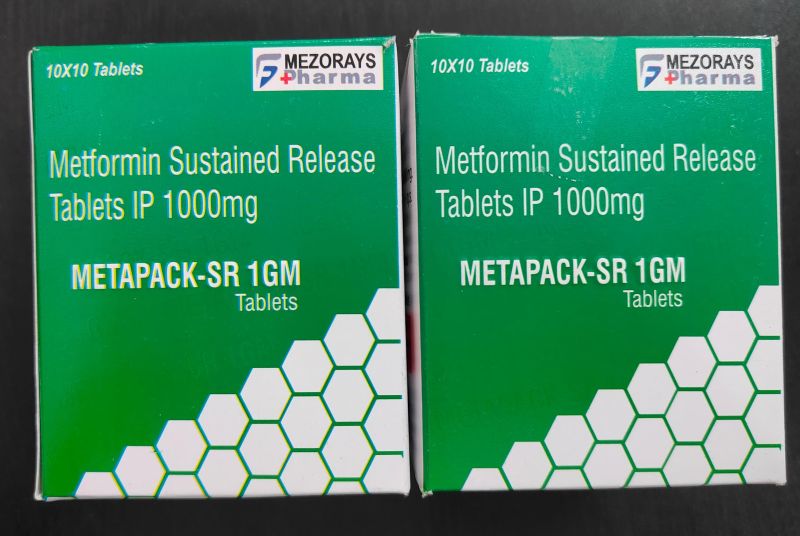 10X10 Tablets
MEZORAYS
Pharma
Metformin Sustained Release
Tablets IP 1000mg
METAPACK-SR 1GM
Tablets
10X10 Tablets
MEZORAYS
Pharma
Metformin Sustained Release
Tablets IP 1000mg
METAPACK-SR 1GM
Tablets